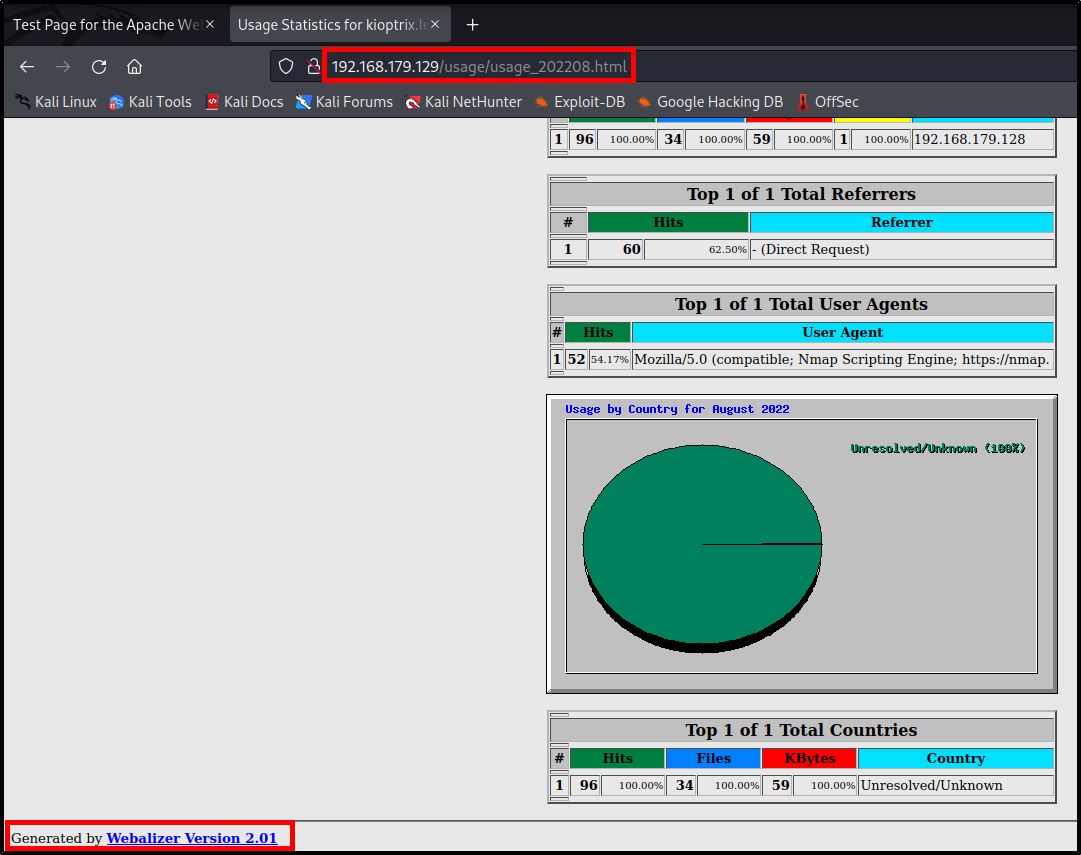 Test Page for the Apache We
Usage Statistics for kioptrix.le
192.168.179.129/usage/usage_202208.html
Kali Linux Kali Tools Kali Docs Kali Forums Kali NetHunter Exploit-DB Google Hacking DB OffSec
1 96 100.00% 34 100.00% 59 100.00% 1 100.00% 192.168.179.128
Top 1 of 1 Total Referrers
# Hits Referrer
1 60 62.50% - (Direct Request)
Top 1 of 1 Total User Agents
# Hits User Agent
1 52 54.17% Mozilla/5.0 (compatible; Nmap Scripting Engine; https://nmap.
Usage by Country for August 2022
Unresolved/Unknown (100%)
Top 1 of 1 Total Countries
# Hits Files KBytes Country
1 96 100.00% 34 100.00% 59 100.00% Unresolved/Unknown
Generated by Webalizer Version 2.01